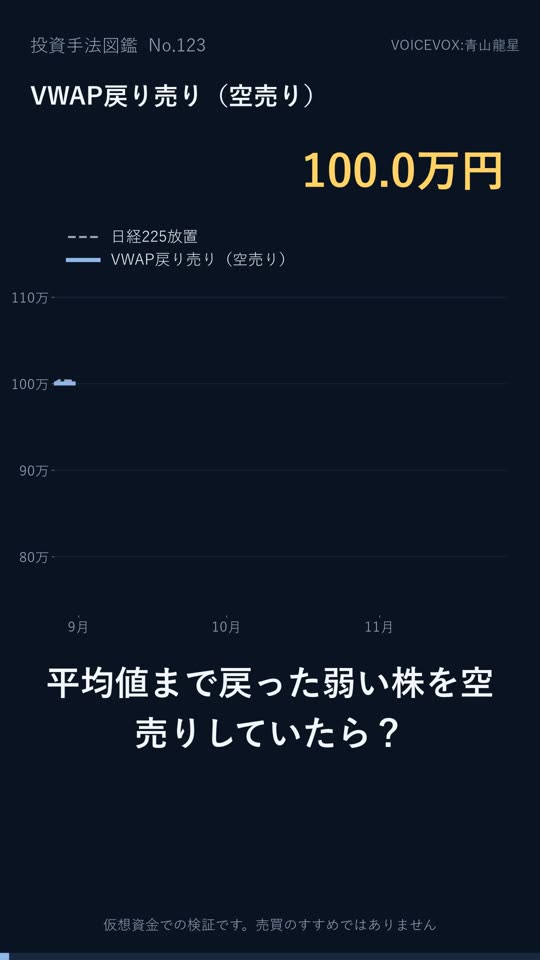 投資手法図鑑 No.123
VOICEVOX:青山龍星
VWAP戻り売り（空売り）
100.0万円
日経225放置
VWAP戻り売り（空売り）
110万
100万
90万
80万
9月 10月 11月
平均値まで戻った弱い株を空
売りしていたら？
仮想資金での検証です。売買のすすめではありません